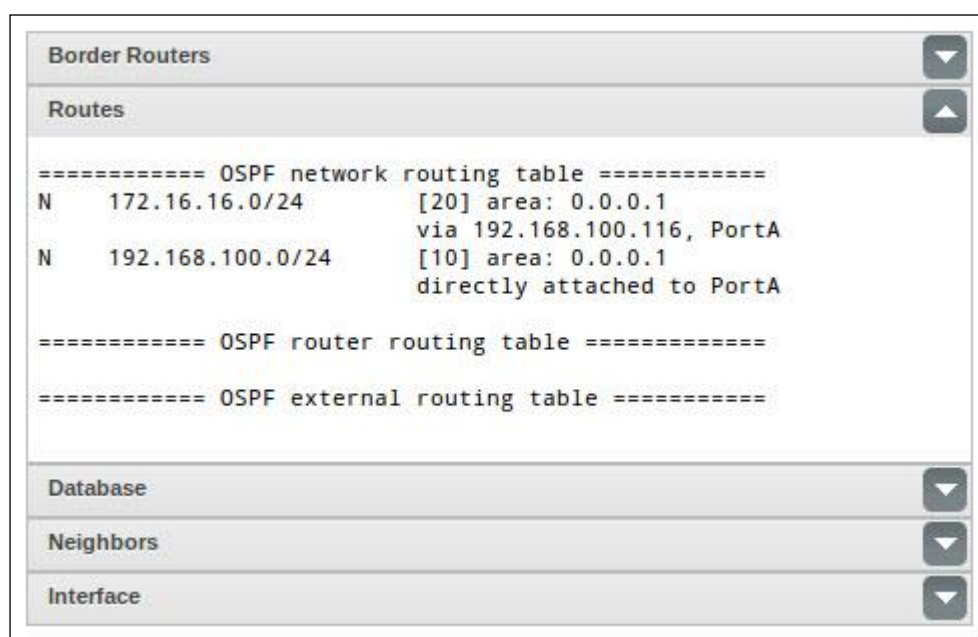 Border Routers
Routes
============ OSPF network routing table ============
N    172.16.16.0/24        [20] area: 0.0.0.1
                           via 192.168.100.116, PortA
N    192.168.100.0/24      [10] area: 0.0.0.1
                           directly attached to PortA
============ OSPF router routing table =============
============ OSPF external routing table ===========
Database
Neighbors
Interface